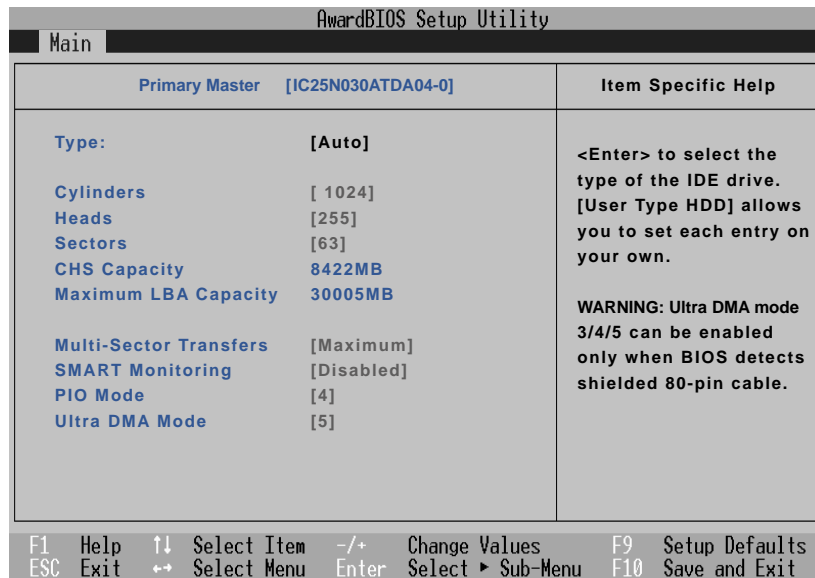 AwardBIOS Setup Utility
Main
Primary Master [IC25N030ATDA04-0]
Item Specific Help
Type: [Auto]
Cylinders [ 1024]
Heads [255]
Sectors [63]
CHS Capacity 8422MB
Maximum LBA Capacity 30005MB
Multi-Sector Transfers [Maximum]
SMART Monitoring [Disabled]
PIO Mode [4]
Ultra DMA Mode [5]
<Enter> to select the
type of the IDE drive.
[User Type HDD] allows
you to set each entry on
your own.
WARNING: Ultra DMA mode
3/4/5 can be enabled
only when BIOS detects
shielded 80-pin cable.
F1 Help ↑↓ Select Item -/+ Change Values F9 Setup Defaults
ESC Exit ←→ Select Menu Enter Select ▶ Sub-Menu F10 Save and Exit